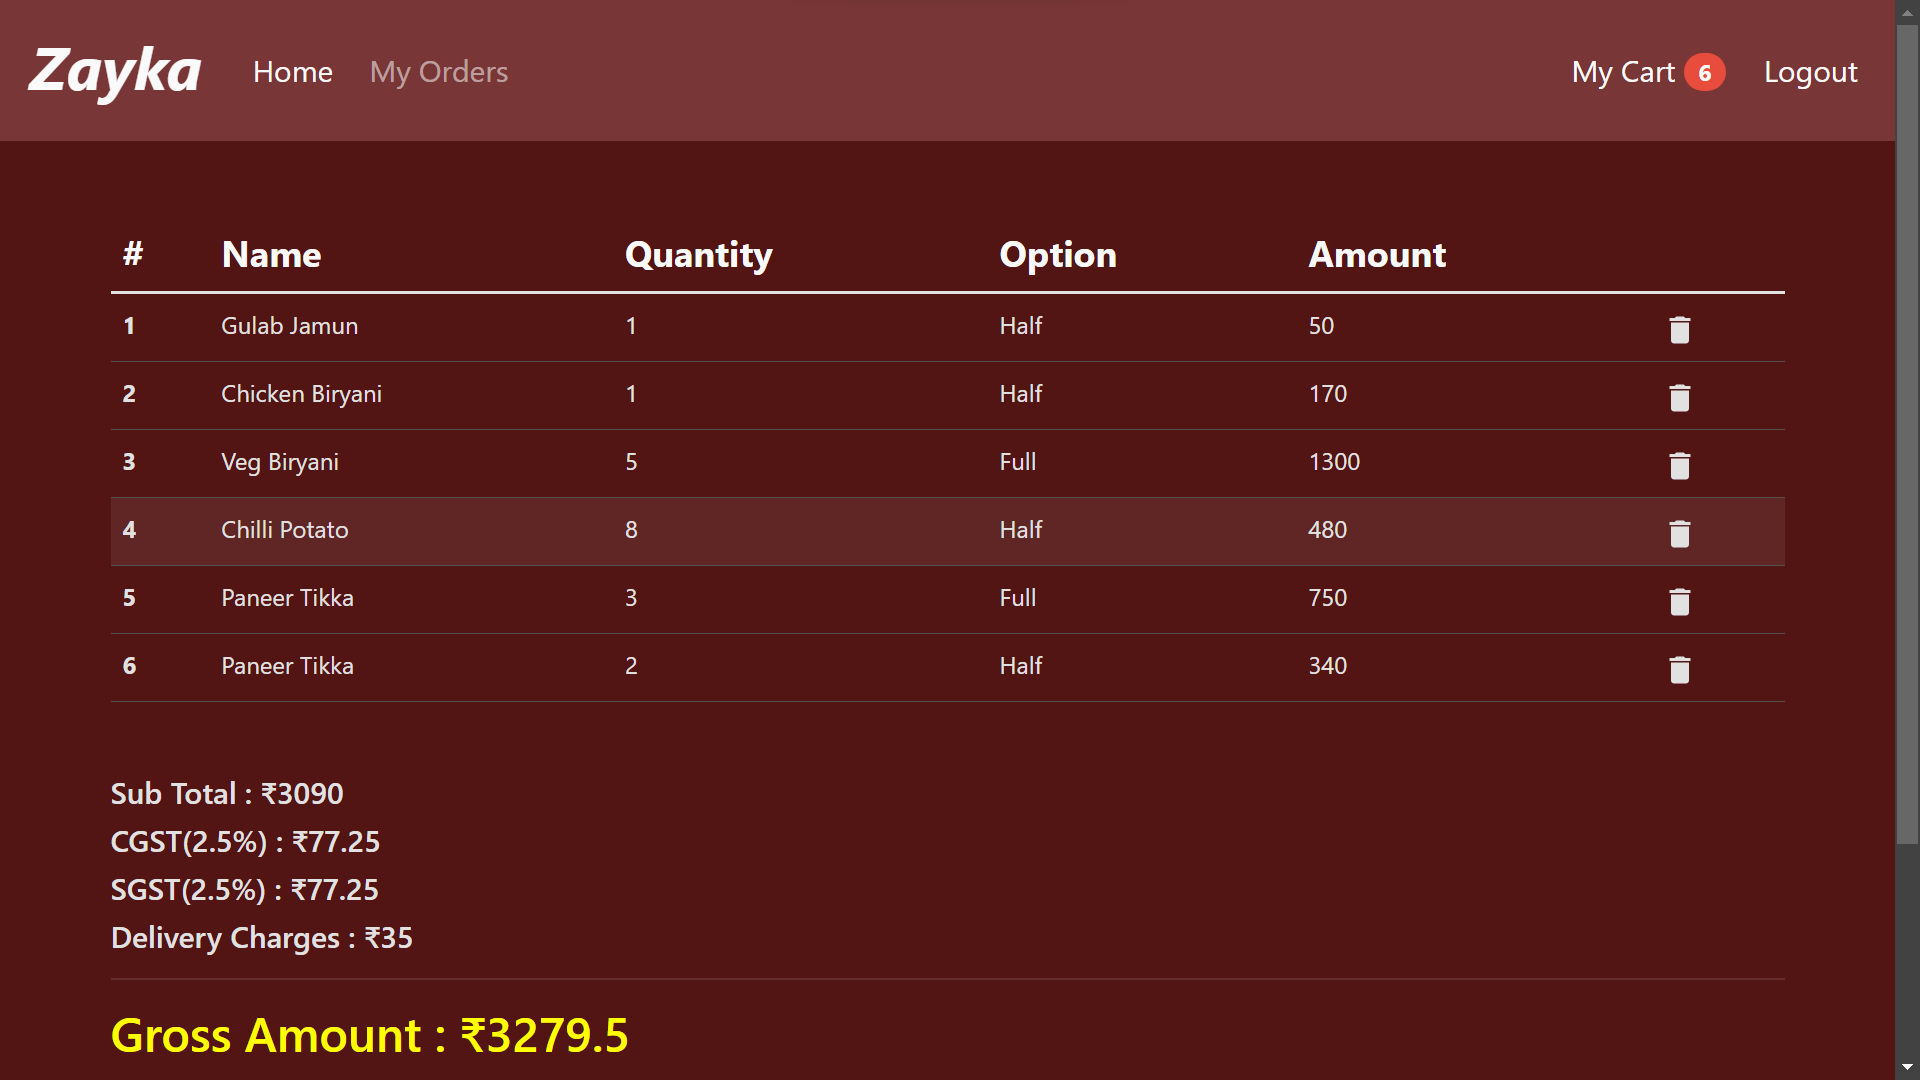 Zayka Home My Orders My Cart 6 Logout
# Name Quantity Option Amount
1 Gulab Jamun 1 Half 50
2 Chicken Biryani 1 Half 170
3 Veg Biryani 5 Full 1300
4 Chilli Potato 8 Half 480
5 Paneer Tikka 3 Full 750
6 Paneer Tikka 2 Half 340
Sub Total : ₹3090
CGST(2.5%) : ₹77.25
SGST(2.5%) : ₹77.25
Delivery Charges : ₹35
Gross Amount : ₹3279.5